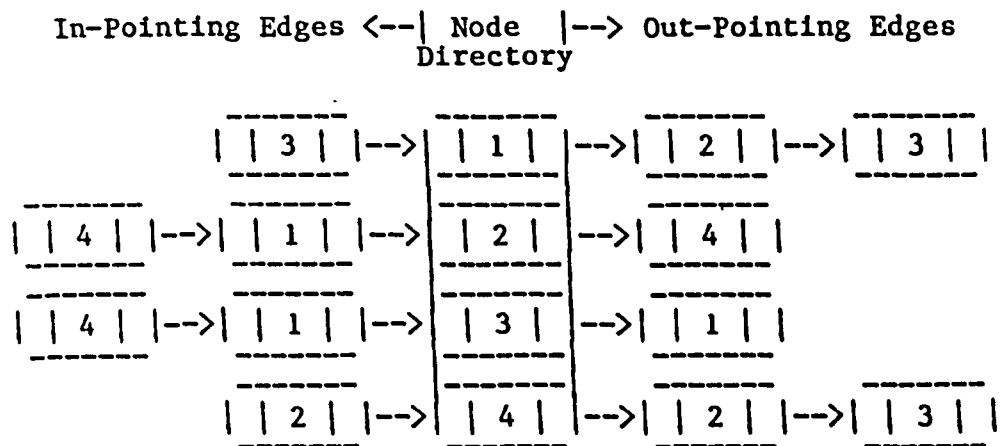 In-Pointing Edges <--| Node |--> Out-Pointing Edges
Directory
| | 3 | |-->| | 1 | |-->| | 2 | |-->| | 3 | |
| | 4 | |-->| | 1 | |-->| | 2 | |-->| | 4 | |
| | 4 | |-->| | 1 | |-->| | 3 | |-->| | 1 | |
| | 2 | |-->| | 4 | |-->| | 2 | |-->| | 3 | |